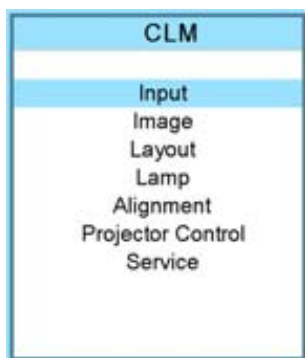 CLM
Input
Image
Layout
Lamp
Alignment
Projector Control
Service